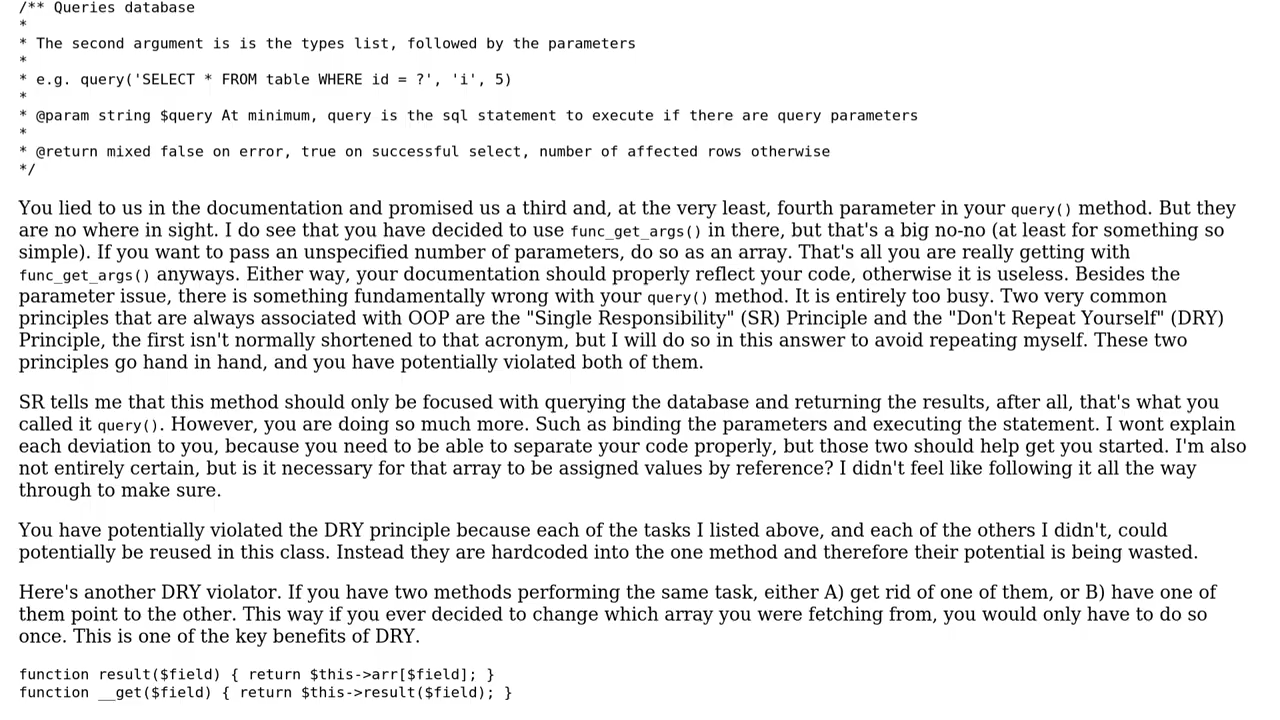 /** Queries database
*
* The second argument is is the types list, followed by the parameters
*
* e.g. query('SELECT * FROM table WHERE id = ?', 'i', 5)
*
* @param string $query At minimum, query is the sql statement to execute if there are query parameters
*
* @return mixed false on error, true on successful select, number of affected rows otherwise
*/
You lied to us in the documentation and promised us a third and, at the very least, fourth parameter in your query() method. But they
are no where in sight. I do see that you have decided to use func_get_args() in there, but that's a big no-no (at least for something so
simple). If you want to pass an unspecified number of parameters, do so as an array. That's all you are really getting with
func_get_args() anyways. Either way, your documentation should properly reflect your code, otherwise it is useless. Besides the
parameter issue, there is something fundamentally wrong with your query() method. It is entirely too busy. Two very common
principles that are always associated with OOP are the "Single Responsibility" (SR) Principle and the "Don't Repeat Yourself" (DRY)
Principle, the first isn't normally shortened to that acronym, but I will do so in this answer to avoid repeating myself. These two
principles go hand in hand, and you have potentially violated both of them.
SR tells me that this method should only be focused with querying the database and returning the results, after all, that's what you
called it query(). However, you are doing so much more. Such as binding the parameters and executing the statement. I wont explain
each deviation to you, because you need to be able to separate your code properly, but those two should help get you started. I'm also
not entirely certain, but is it necessary for that array to be assigned values by reference? I didn't feel like following it all the way
through to make sure.
You have potentially violated the DRY principle because each of the tasks I listed above, and each of the others I didn't, could
potentially be reused in this class. Instead they are hardcoded into the one method and therefore their potential is being wasted.
Here's another DRY violator. If you have two methods performing the same task, either A) get rid of one of them, or B) have one of
them point to the other. This way if you ever decided to change which array you were fetching from, you would only have to do so
once. This is one of the key benefits of DRY.
function result($field) { return $this->arr[$field]; }
function __get($field) { return $this->result($field); }